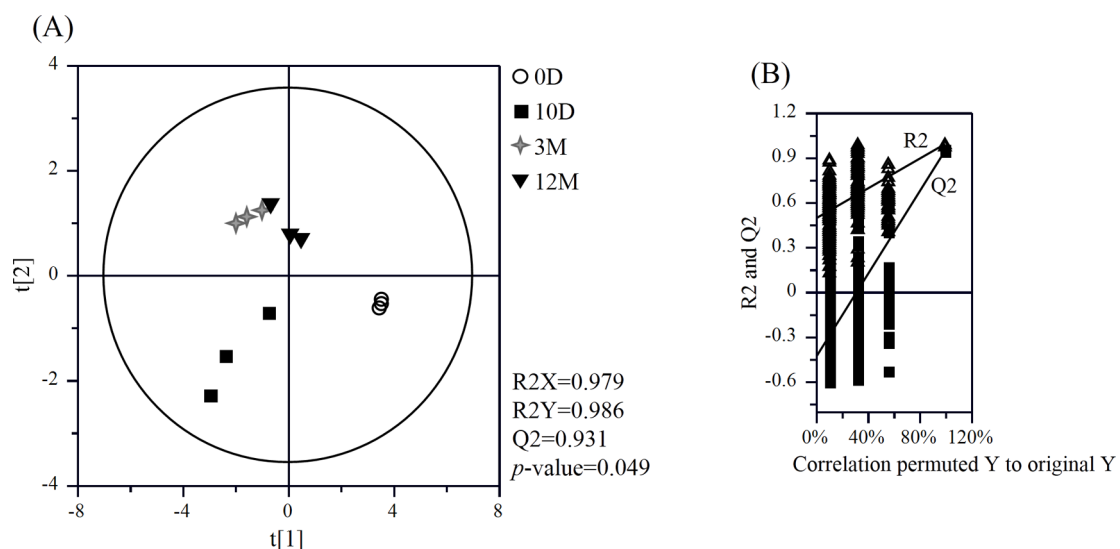 (A)
4
2
0
-2
-4
t[2]
-8
-4
0
4
8
t[1]
0D
10D
3M
12M
R2X=0.979
R2Y=0.986
Q2=0.931
p-value=0.049
(B)
1.2
0.9
0.6
0.3
0
-0.3
-0.6
R2 and Q2
R2
Q2
0%
40%
80%
120%
Correlation permuted Y to original Y